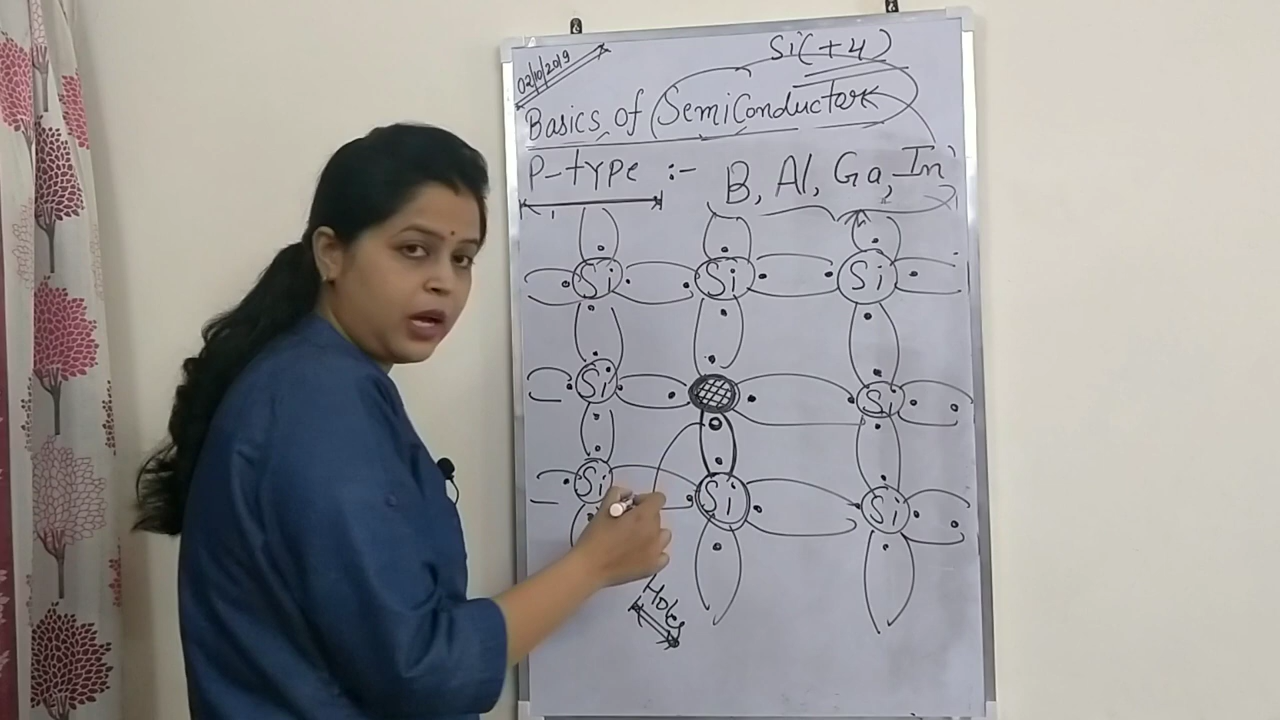 02/10/2019
Si(+4)
Basics of Semiconductors
P-type :- B, Al, Ga, In
Si Si Si
Si Si
Si Si Si
Holes